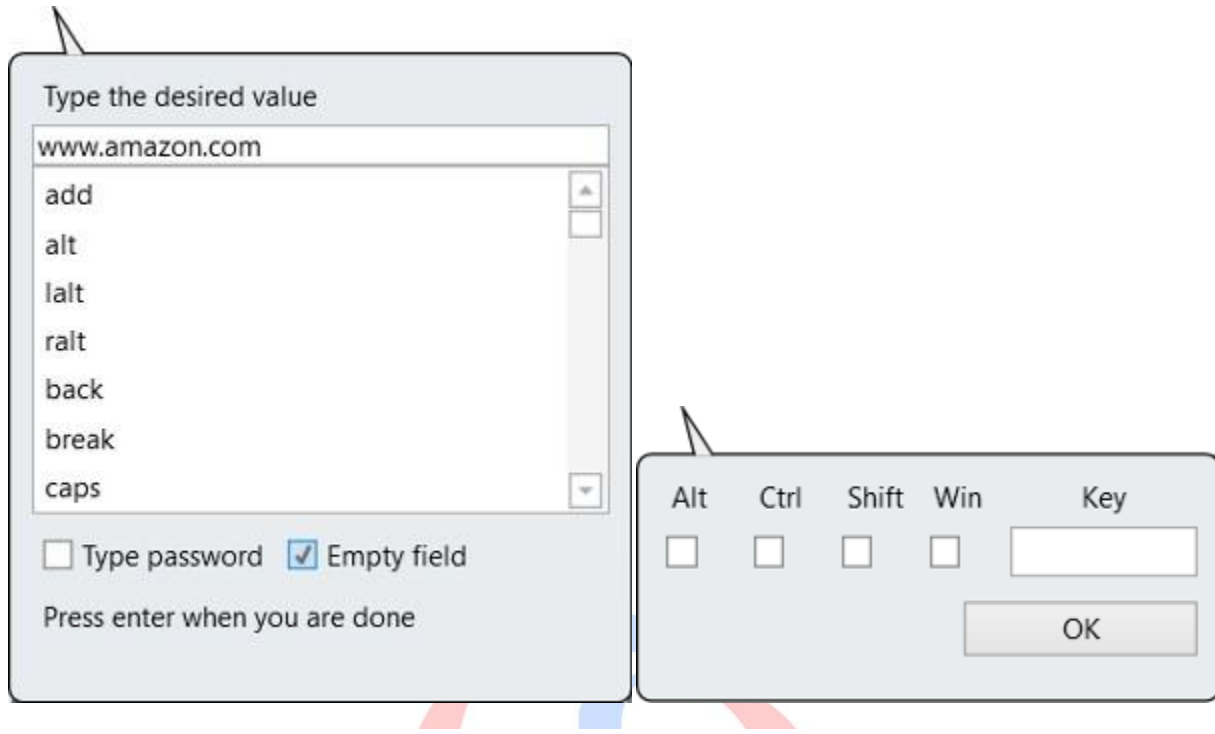 Type the desired value
www.amazon.com
add
alt
lalt
ralt
back
break
caps
Type password Empty field
Press enter when you are done
Alt Ctrl Shift Win Key
OK